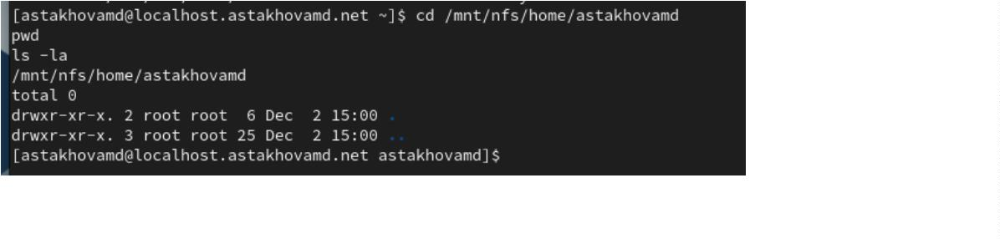 [astakhovamd@localhost.astakhovamd.net ~]$ cd /mnt/nfs/home/astakhovamd
pwd
ls -la
/mnt/nfs/home/astakhovamd
total 0
drwxr-xr-x. 2 root root  6 Dec  2 15:00 .
drwxr-xr-x. 3 root root 25 Dec  2 15:00 ..
[astakhovamd@localhost.astakhovamd.net astakhovamd]$